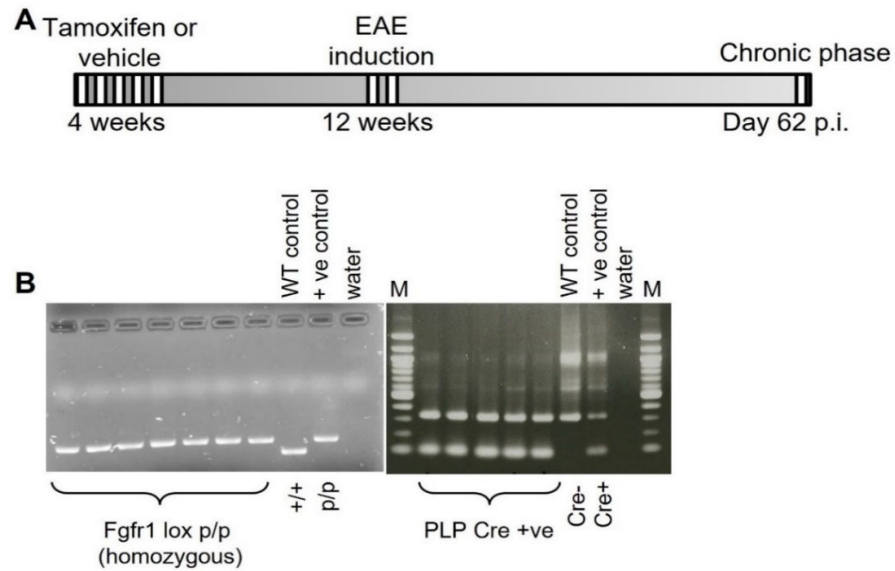 A
Tamoxifen or
vehicle
EAE
induction
Chronic phase
4 weeks
12 weeks
Day 62 p.i.
B
WT control
+ ve control
water
M
WT control
+ ve control
water
M
Fgfr1 lox p/p
(homozygous)
+/+
p/p
PLP Cre +ve
Cre-
Cre+